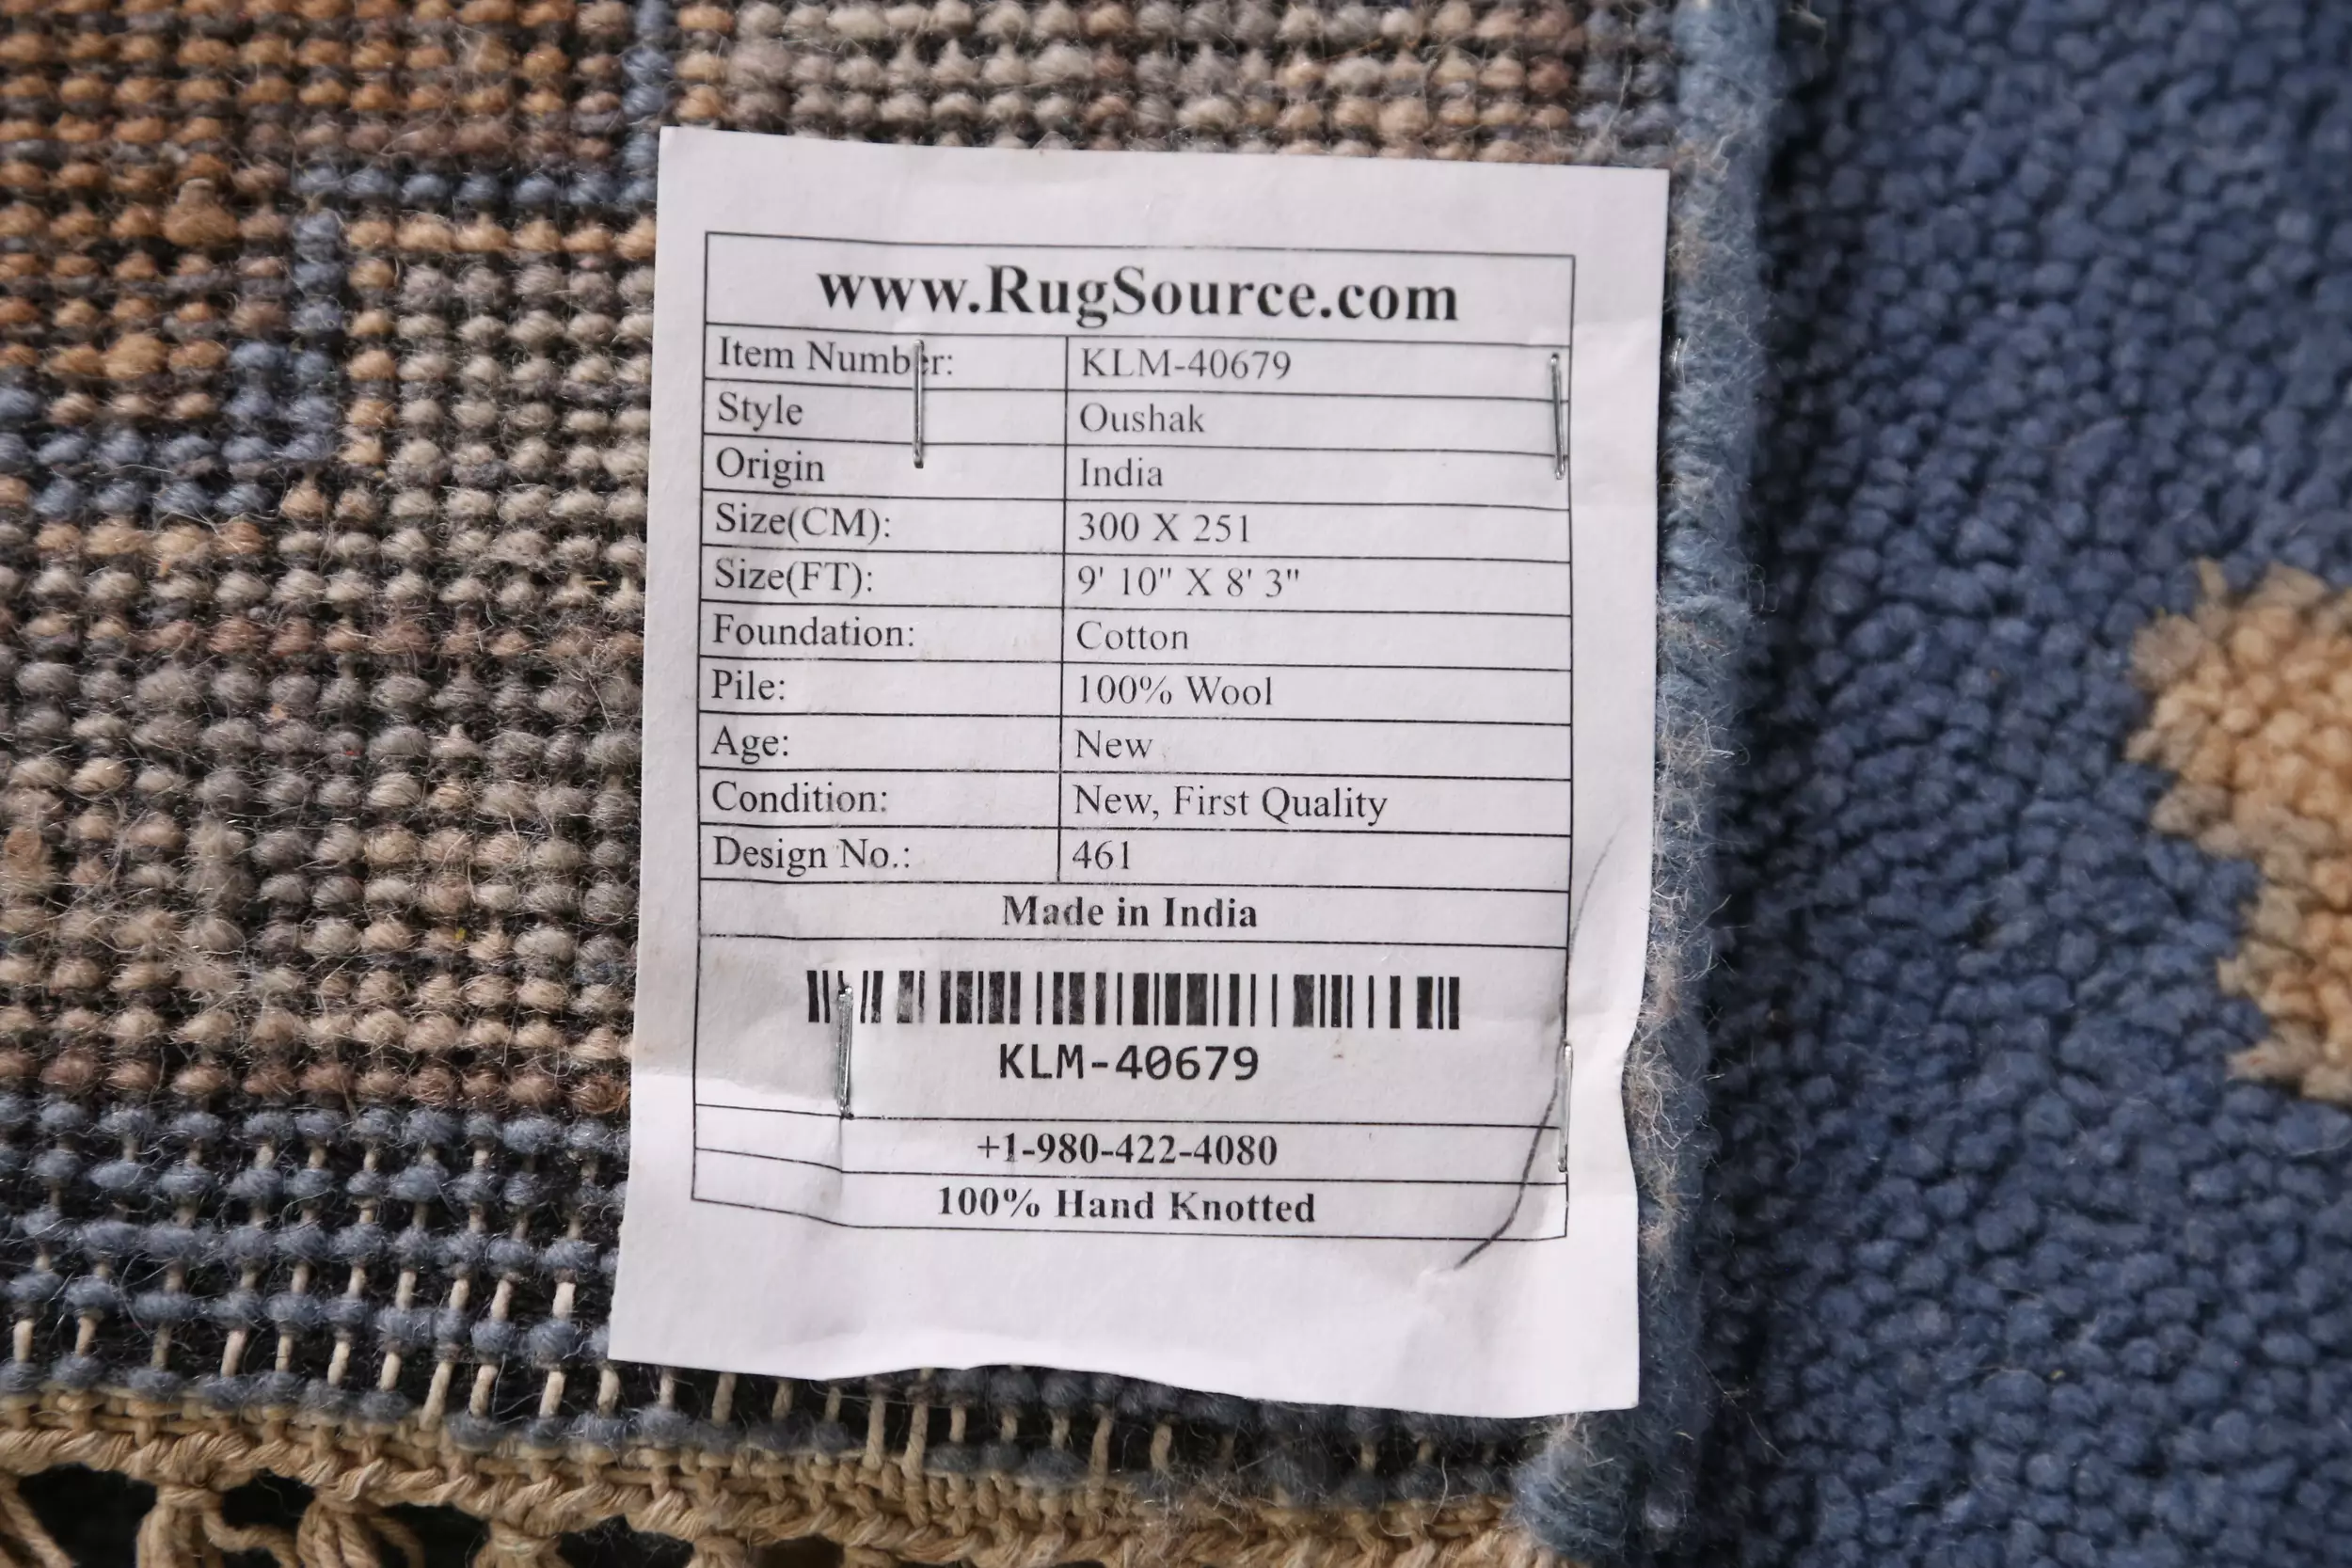 www.RugSource.com
Item Number: KLM-40679
Style Oushak
Origin India
Size(CM): 300 X 251
Size(FT): 9' 10" X 8' 3"
Foundation: Cotton
Pile: 100% Wool
Age: New
Condition: New, First Quality
Design No.: 461
Made in India
KLM-40679
+1-980-422-4080
100% Hand Knotted